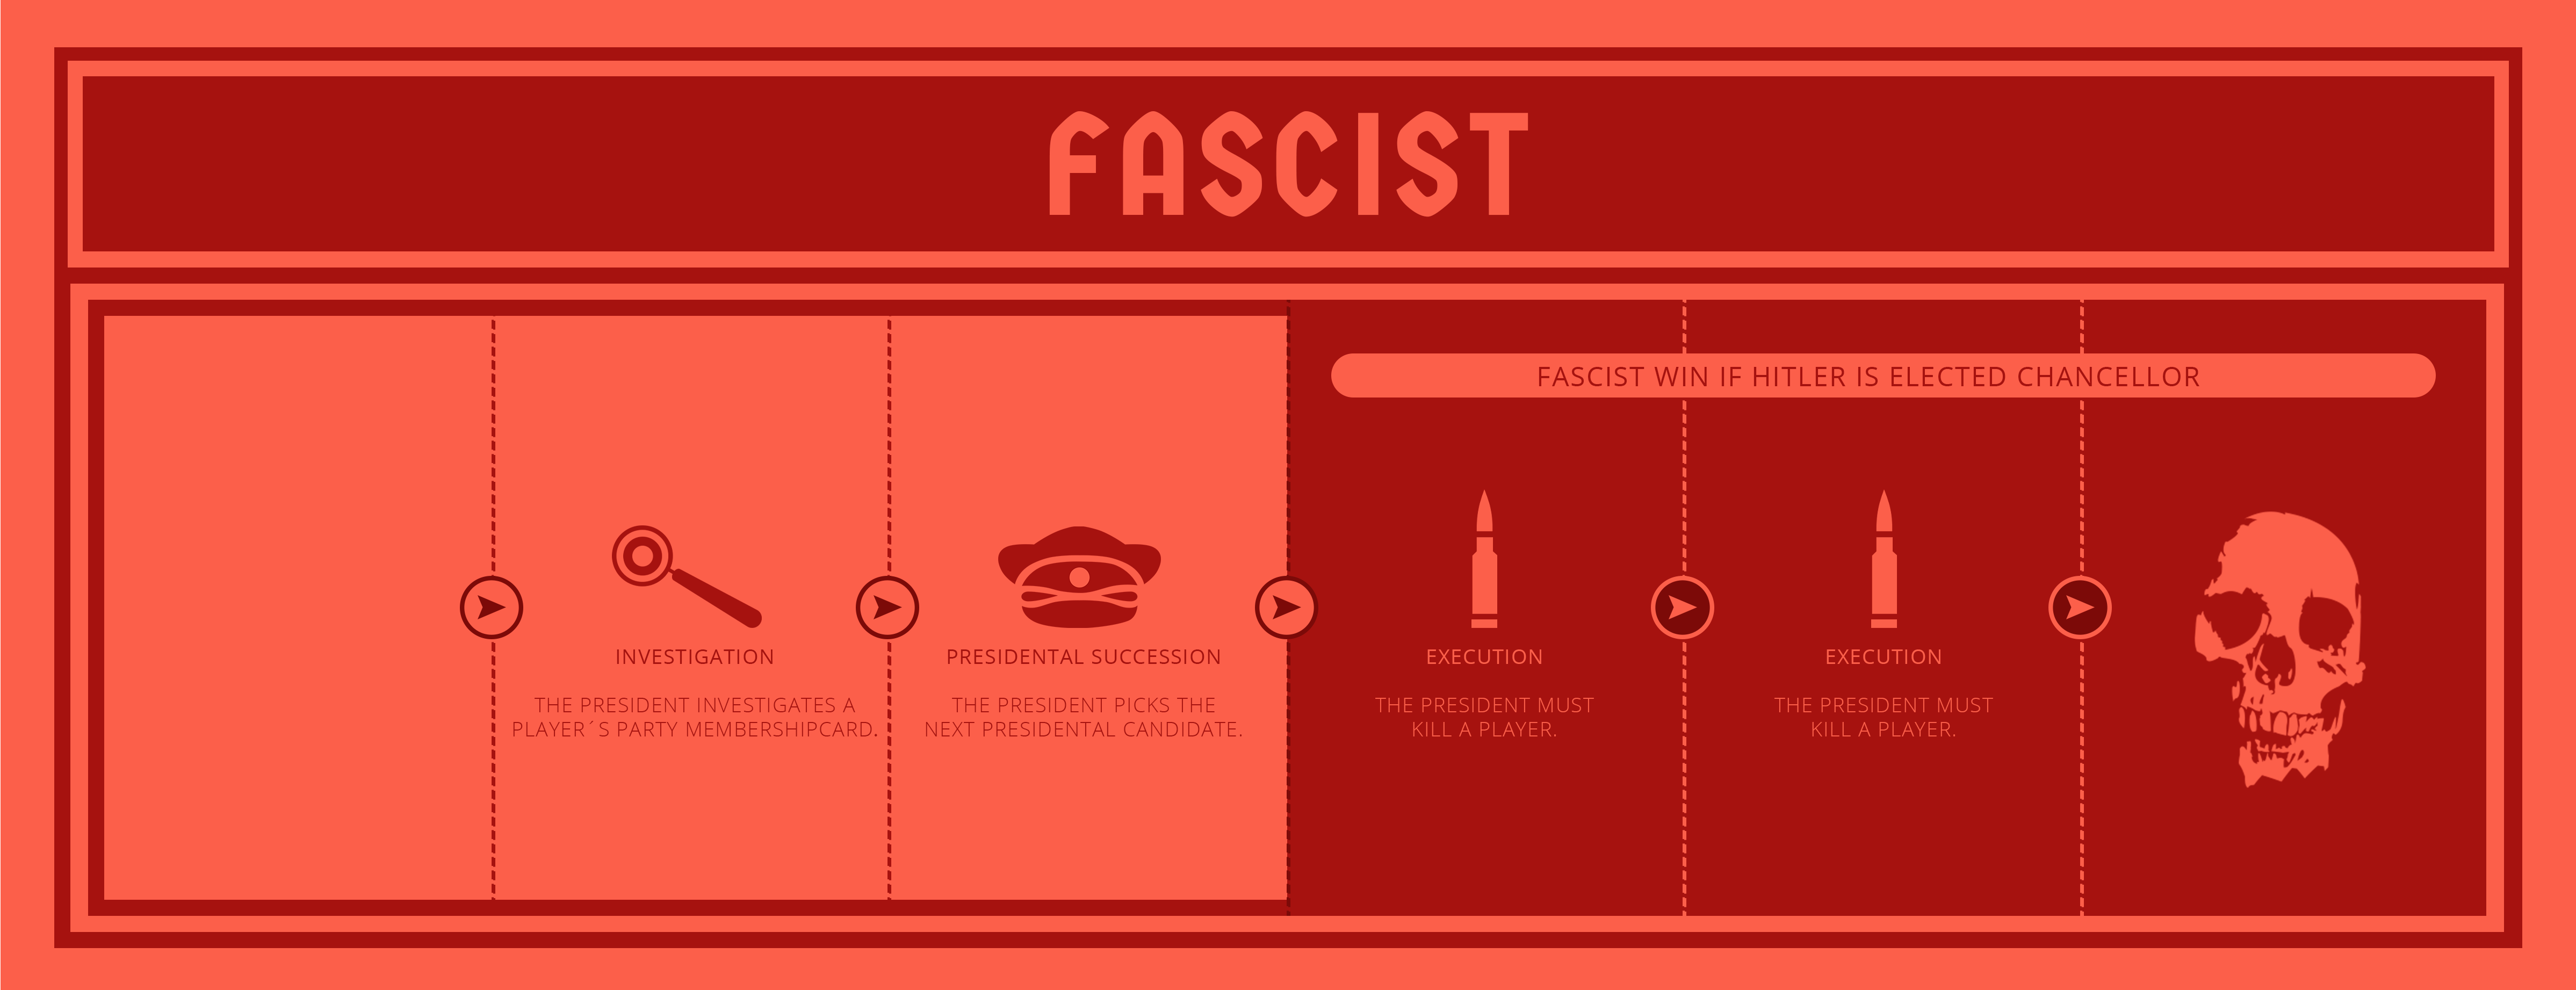 FASCIST
FASCIST WIN IF HITLER IS ELECTED CHANCELLOR
INVESTIGATION
THE PRESIDENT INVESTIGATES A
PLAYER´S PARTY MEMBERSHIPCARD.
PRESIDENTAL SUCCESSION
THE PRESIDENT PICKS THE
NEXT PRESIDENTAL CANDIDATE.
EXECUTION
THE PRESIDENT MUST
KILL A PLAYER.
EXECUTION
THE PRESIDENT MUST
KILL A PLAYER.